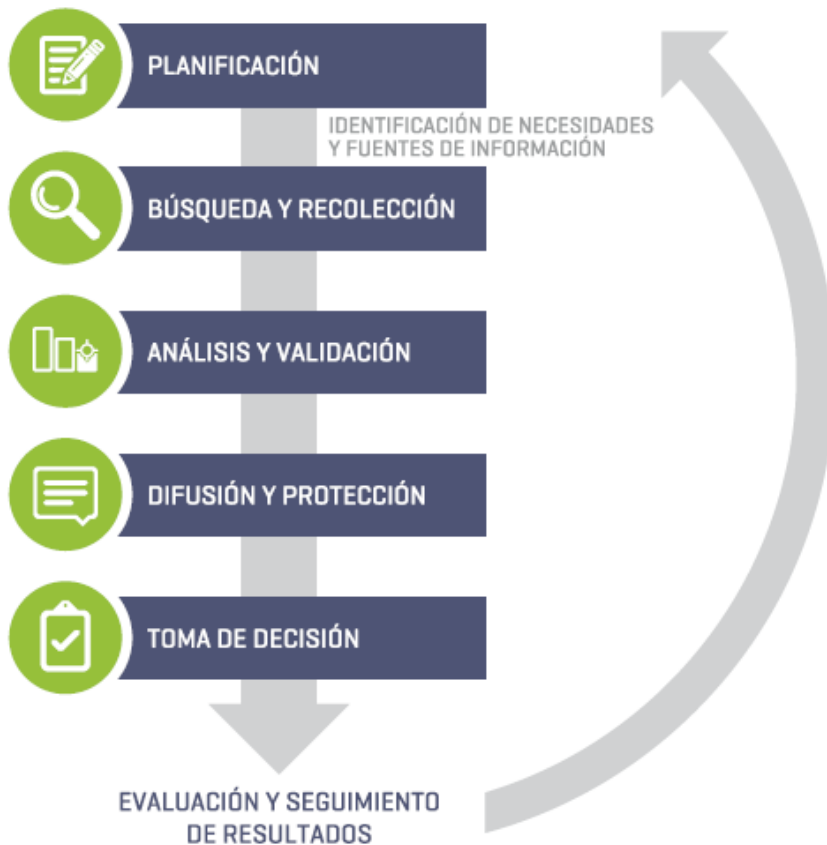 PLANIFICACIÓN
IDENTIFICACIÓN DE NECESIDADES
Y FUENTES DE INFORMACIÓN
BÚSQUEDA Y RECOLECCIÓN
ANÁLISIS Y VALIDACIÓN
DIFUSIÓN Y PROTECCIÓN
TOMA DE DECISIÓN
EVALUACIÓN Y SEGUIMIENTO
DE RESULTADOS